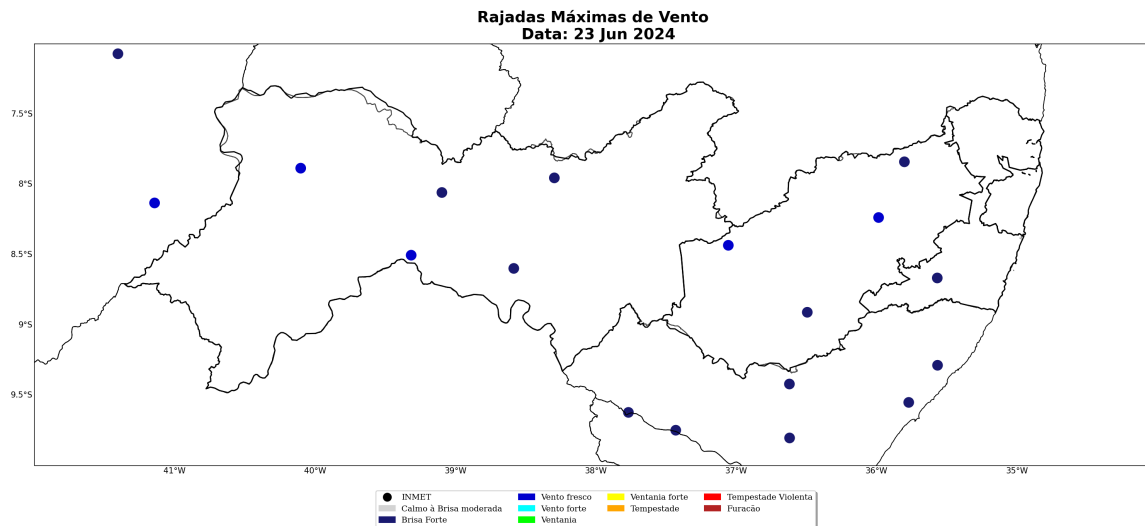 Rajadas Máximas de Vento
Data: 23 Jun 2024
7.5°S
8°S
8.5°S
9°S
9.5°S
41°W
40°W
39°W
38°W
37°W
36°W
35°W
INMET
Calmo à Brisa moderada
Brisa Forte
Vento fresco
Vento forte
Ventania
Ventania forte
Tempestade
Tempestade Violenta
Furacão